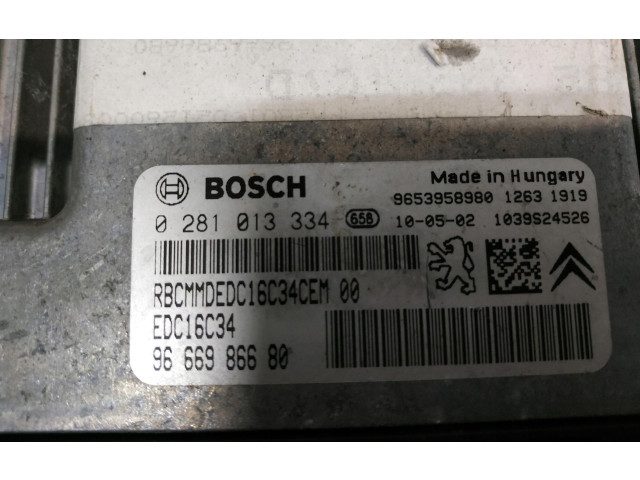 BOSCH
Made in Hungary
9653958980 1263 1919
0 281 013 334 658 10-05-02 1039S24526
RBCMMDEDC16C34CEM 00
EDC16C34
96 669 866 80